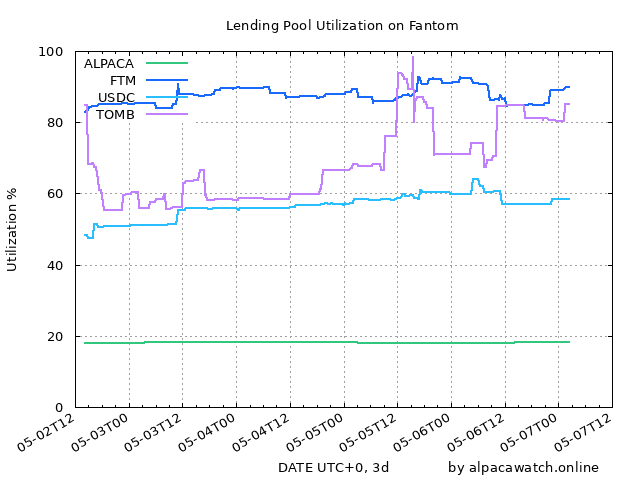 Lending Pool Utilization on Fantom
100
80
60
40
20
0
Utilization %
ALPACA
FTM
USDC
TOMB
05-02T12
05-03T00
05-03T12
05-04T00
05-04T12
05-05T00
05-05T12
05-06T00
05-06T12
05-07T00
05-07T12
DATE UTC+0, 3d
by alpacawatch.online